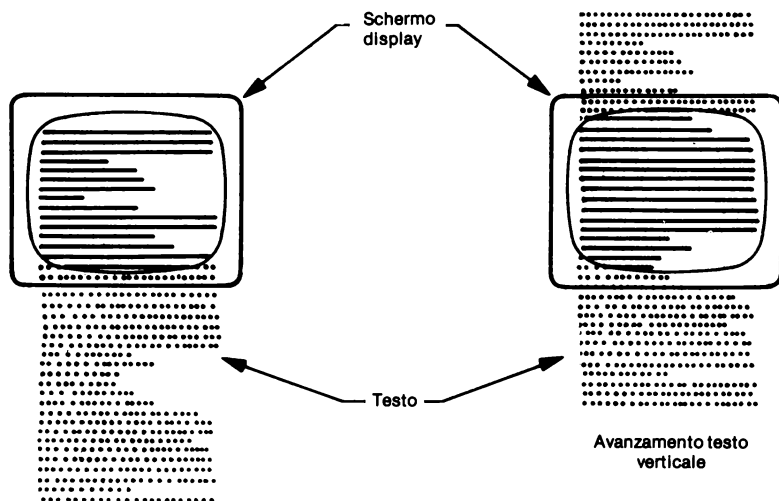 Schermo
display
Testo
Avanzamento testo
verticale